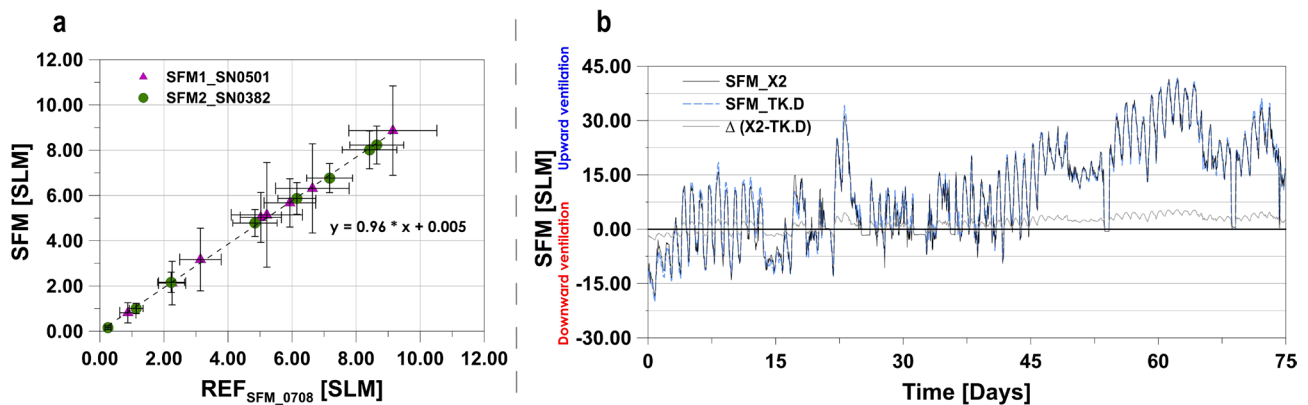 a
12.00
10.00
8.00
6.00
4.00
2.00
0.00
SFM [SLM]
SFM1_SN0501
SFM2_SN0382
y = 0.96 * x + 0.005
0.00 2.00 4.00 6.00 8.00 10.00 12.00
REF SFM_0708 [SLM]
b
Upward ventilation
Downward ventilation
SFM [SLM]
45.00
30.00
15.00
0.00
-15.00
-30.00
SFM_X2
SFM_TK.D
Δ (X2-TK.D)
0 15 30 45 60 75
Time [Days]